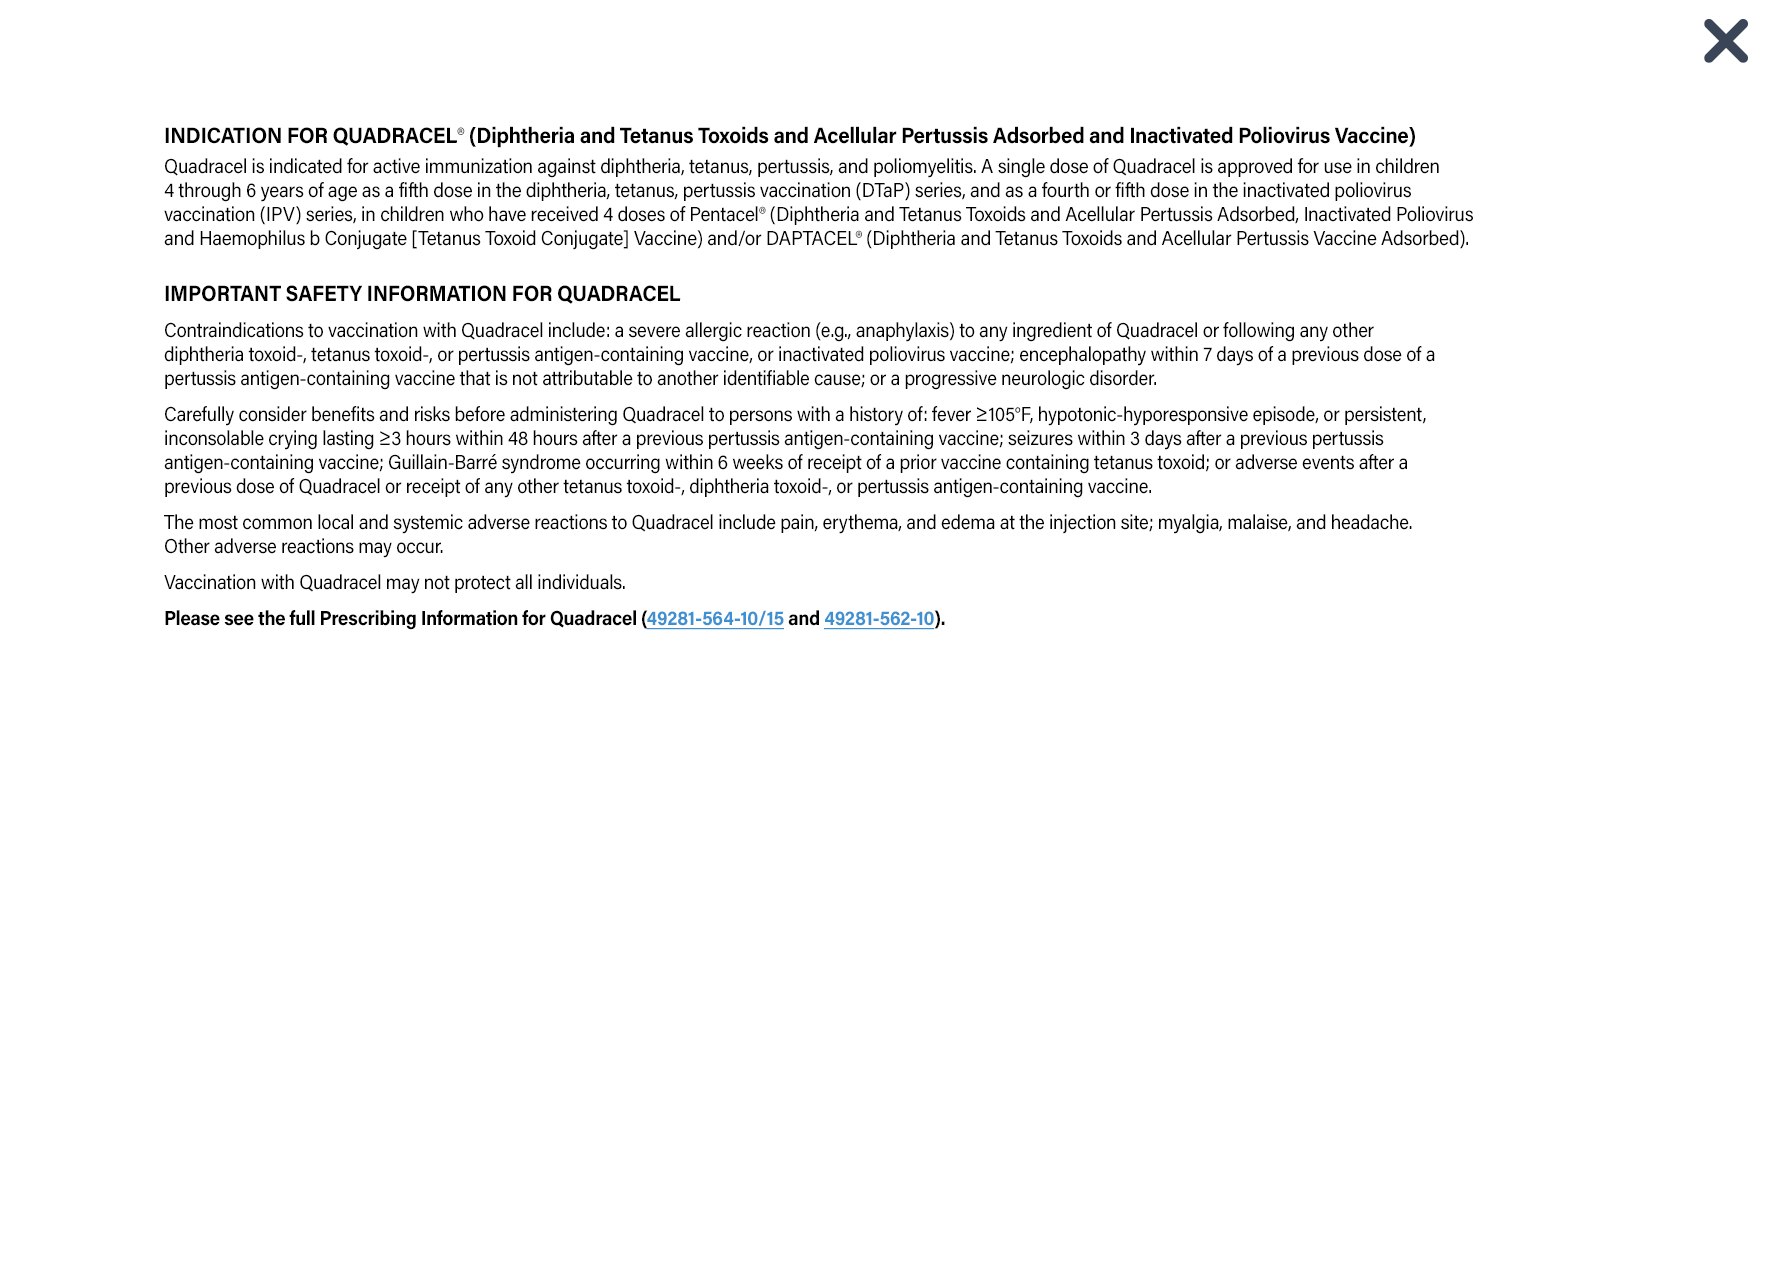 INDICATION FOR QUADRACEL® (Diphtheria and Tetanus Toxoids and Acellular Pertussis Adsorbed and Inactivated Poliovirus Vaccine)
Quadracel is indicated for active immunization against diphtheria, tetanus, pertussis, and poliomyelitis. A single dose of Quadracel is approved for use in children
4 through 6 years of age as a fifth dose in the diphtheria, tetanus, pertussis vaccination (DTaP) series, and as a fourth or fifth dose in the inactivated poliovirus
vaccination (IPV) series, in children who have received 4 doses of Pentacel® (Diphtheria and Tetanus Toxoids and Acellular Pertussis Adsorbed, Inactivated Poliovirus
and Haemophilus b Conjugate [Tetanus Toxoid Conjugate] Vaccine) and/or DAPTACEL® (Diphtheria and Tetanus Toxoids and Acellular Pertussis Vaccine Adsorbed).
IMPORTANT SAFETY INFORMATION FOR QUADRACEL
Contraindications to vaccination with Quadracel include: a severe allergic reaction (e.g., anaphylaxis) to any ingredient of Quadracel or following any other
diphtheria toxoid-, tetanus toxoid-, or pertussis antigen-containing vaccine, or inactivated poliovirus vaccine; encephalopathy within 7 days of a previous dose of a
pertussis antigen-containing vaccine that is not attributable to another identifiable cause; or a progressive neurologic disorder.
Carefully consider benefits and risks before administering Quadracel to persons with a history of: fever ≥105°F, hypotonic-hyporesponsive episode, or persistent,
inconsolable crying lasting ≥3 hours within 48 hours after a previous pertussis antigen-containing vaccine; seizures within 3 days after a previous pertussis
antigen-containing vaccine; Guillain-Barré syndrome occurring within 6 weeks of receipt of a prior vaccine containing tetanus toxoid; or adverse events after a
previous dose of Quadracel or receipt of any other tetanus toxoid-, diphtheria toxoid-, or pertussis antigen-containing vaccine.
The most common local and systemic adverse reactions to Quadracel include pain, erythema, and edema at the injection site; myalgia, malaise, and headache.
Other adverse reactions may occur.
Vaccination with Quadracel may not protect all individuals.
Please see the full Prescribing Information for Quadracel (49281-564-10/15 and 49281-562-10).